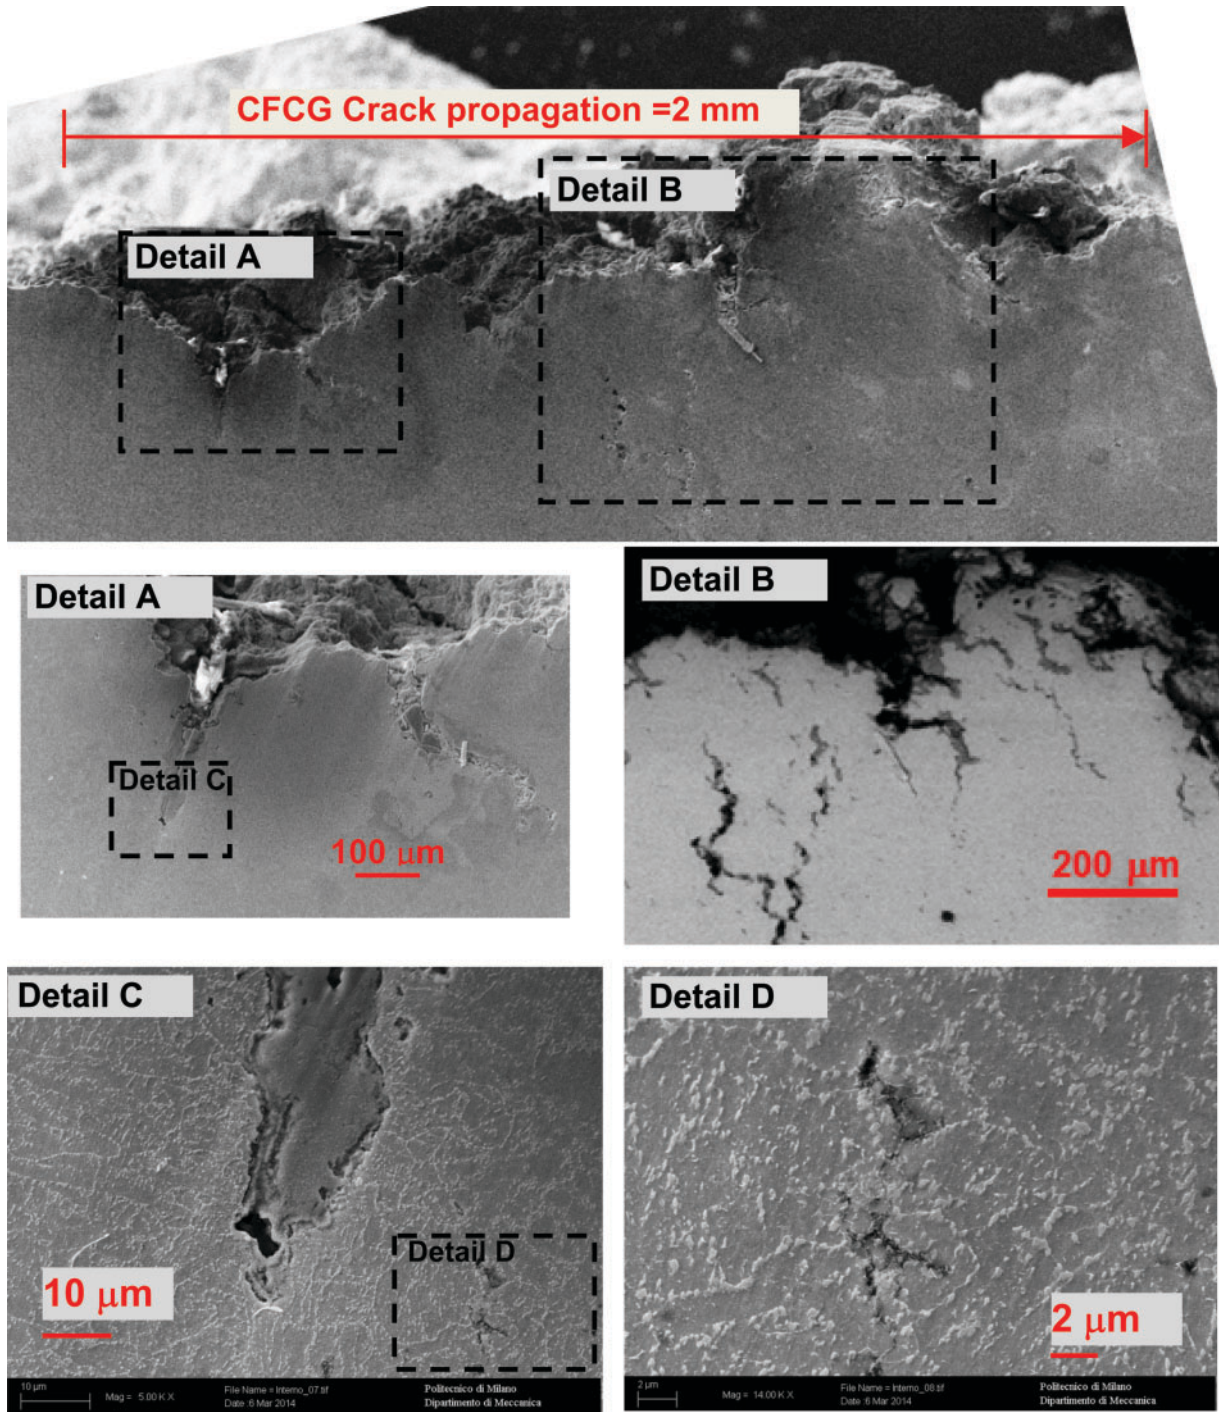 CFCG Crack propagation =2 mm
Detail B
Detail A
Detail A
Detail B
Detail C
100 μm
200 μm
Detail C
Detail D
Detail D
10 μm
2 μm
10 μm
Mag = 5.00 K X
File Name = Interno_07.tif
Date :6 Mar 2014
Politecnico di Milano
Dipartimento di Meccanica
2 μm
Mag = 14.00 K X
File Name = Interno_08.tif
Date :6 Mar 2014
Politecnico di Milano
Dipartimento di Meccanica